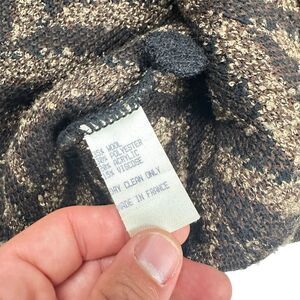 WOOL
POLYESTER
ACRYLIC
VISCOSE
DRY CLEAN ONLY
MADE IN FRANCE